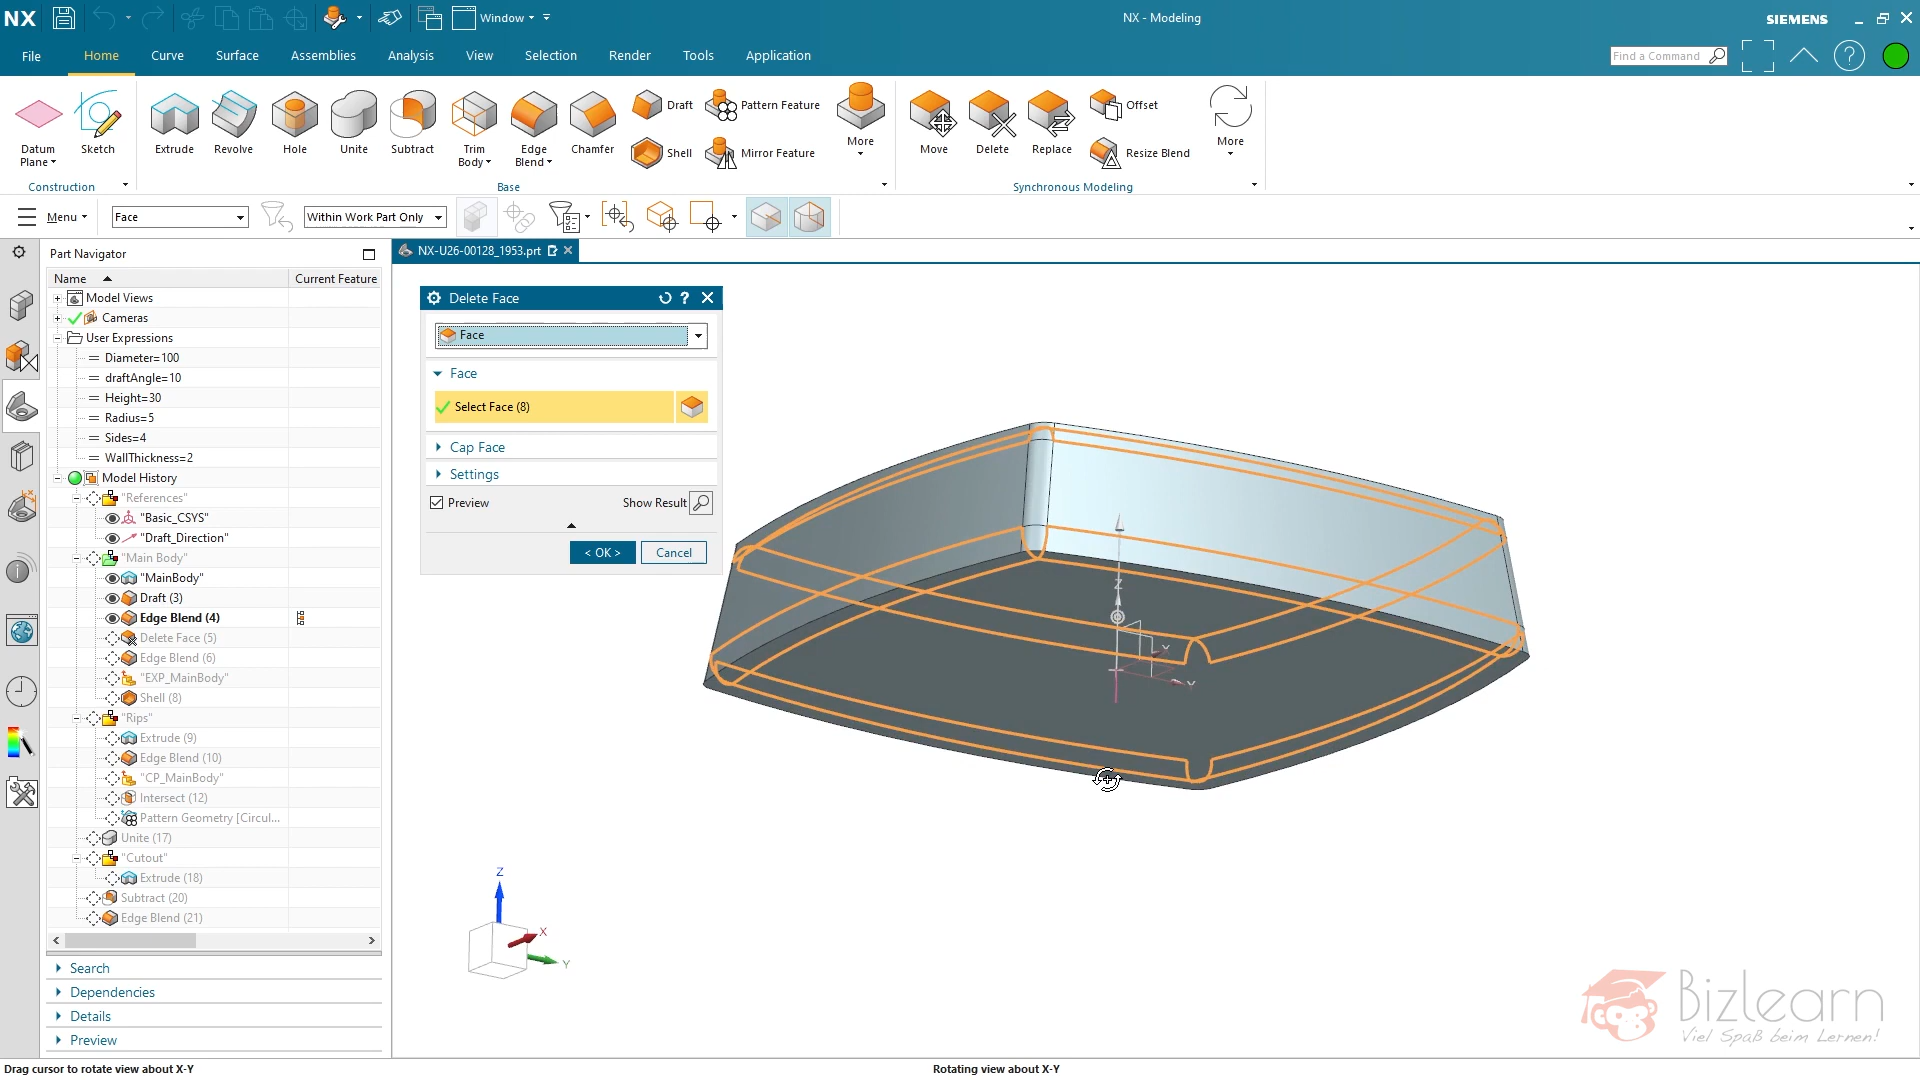 NX
Window
NX - Modeling
SIEMENS
File
Home
Curve
Surface
Assemblies
Analysis
View
Selection
Render
Tools
Application
Find a Command
Datum Plane
Sketch
Extrude
Revolve
Hole
Unite
Subtract
Trim Body
Edge Blend
Chamfer
Draft
Shell
Pattern Feature
Mirror Feature
More
Move
Delete
Replace
Offset
Resize Blend
More
Construction
Base
Synchronous Modeling
Menu
Face
Within Work Part Only
Part Navigator
NX-U26-00128_1953.prt
Name
Current Feature
Model Views
Cameras
User Expressions
Diameter=100
draftAngle=10
Height=30
Radius=5
Sides=4
WallThickness=2
Model History
"References"
"Basic_CSYS"
"Draft_Direction"
"Main Body"
"MainBody"
Draft (3)
Edge Blend (4)
Delete Face (5)
Edge Blend (6)
"EXP_MainBody"
Shell (8)
"Rips"
Extrude (9)
Edge Blend (10)
"CP_MainBody"
Intersect (12)
Pattern Geometry [Circul...
Unite (17)
"Cutout"
Extrude (18)
Subtract (20)
Edge Blend (21)
Search
Dependencies
Details
Preview
Delete Face
Face
Face
Select Face (8)
Cap Face
Settings
Preview
Show Result
< OK >
Cancel
Z
X
Y
Z
X
Y
Bizlearn
Viel Spaß beim Lernen!
Drag cursor to rotate view about X-Y
Rotating view about X-Y